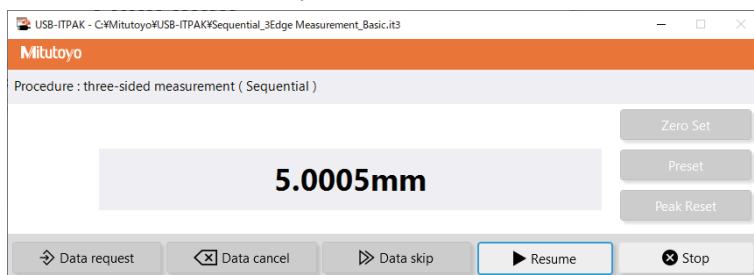 USB-ITPAK - C:¥Mitutoyo¥USB-ITPAK¥Sequential_3Edge Measurement_Basic.it3
Mitutoyo
Procedure : three-sided measurement ( Sequential )
Zero Set
5.0005mm
Preset
Peak Reset
Data request Data cancel Data skip Resume Stop